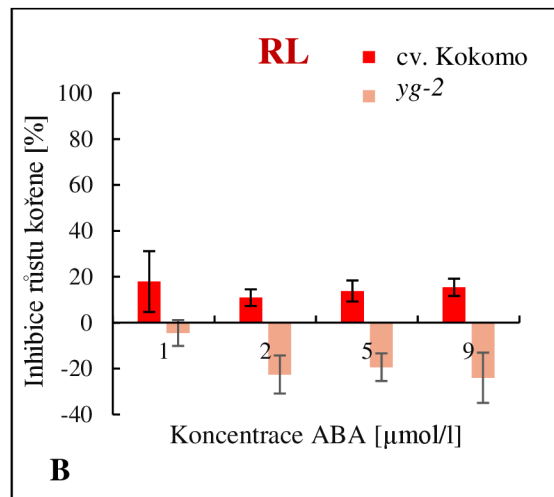 RL
cv. Kokomo
yg-2
Inhibice růstu kořene [%]
100
80
60
40
20
0
-20
-40
1 2 5 9
Koncentrace ABA [µmol/l]
B